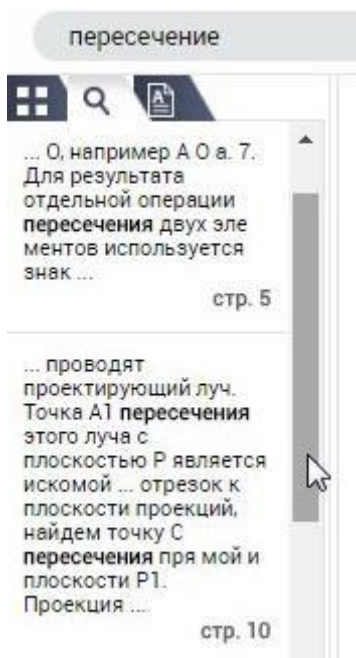 пересечение
... О, например А О а. 7.
Для результата
отдельной операции
пересечения двух эле
ментов используется
знак ...
стр. 5
... проводят
проектирующий луч.
Точка А1 пересечения
этого луча с
плоскостью Р является
искомой ... отрезок к
плоскости проекций,
найдем точку С
пересечения пря мой и
плоскости Р1.
Проекция ...
стр. 10